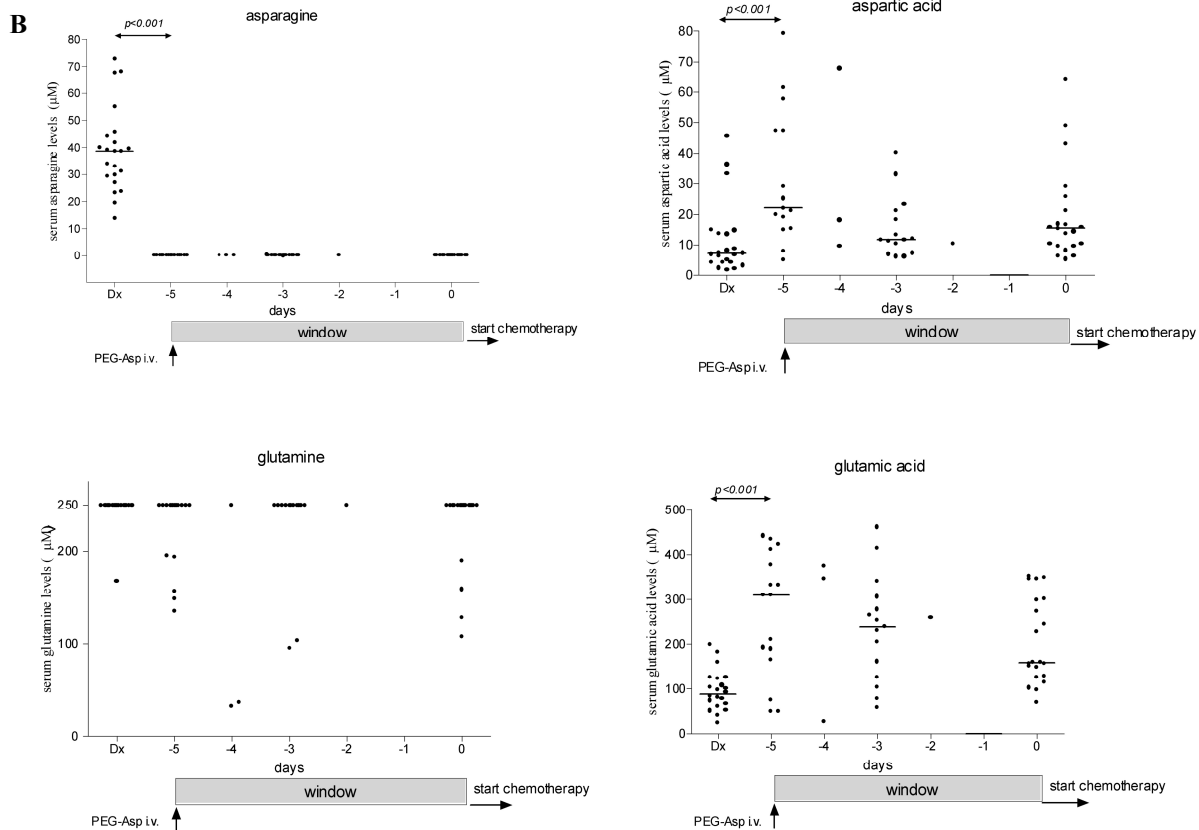 B
asparagine
p<0.001
80
70
60
50
40
30
20
10
0
serum asparagine levels (μM)
Dx -5 -4 -3 -2 -1 0
days
window
start chemotherapy
PEG-Asp i.v.
aspartic acid
p<0.001
80
70
60
50
40
30
20
10
0
serum aspartic acid levels ( μM)
Dx -5 -4 -3 -2 -1 0
days
window
start chemotherapy
PEG-Asp i.v.
glutamine
250
200
100
0
serum glutamine levels ( μM)
Dx -5 -4 -3 -2 -1 0
days
window
start chemotherapy
PEG-Asp i.v.
glutamic acid
p<0.001
500
400
300
200
100
0
serum glutamic acid levels ( μM)
Dx -5 -4 -3 -2 -1 0
days
window
start chemotherapy
PEG-Asp i.v.